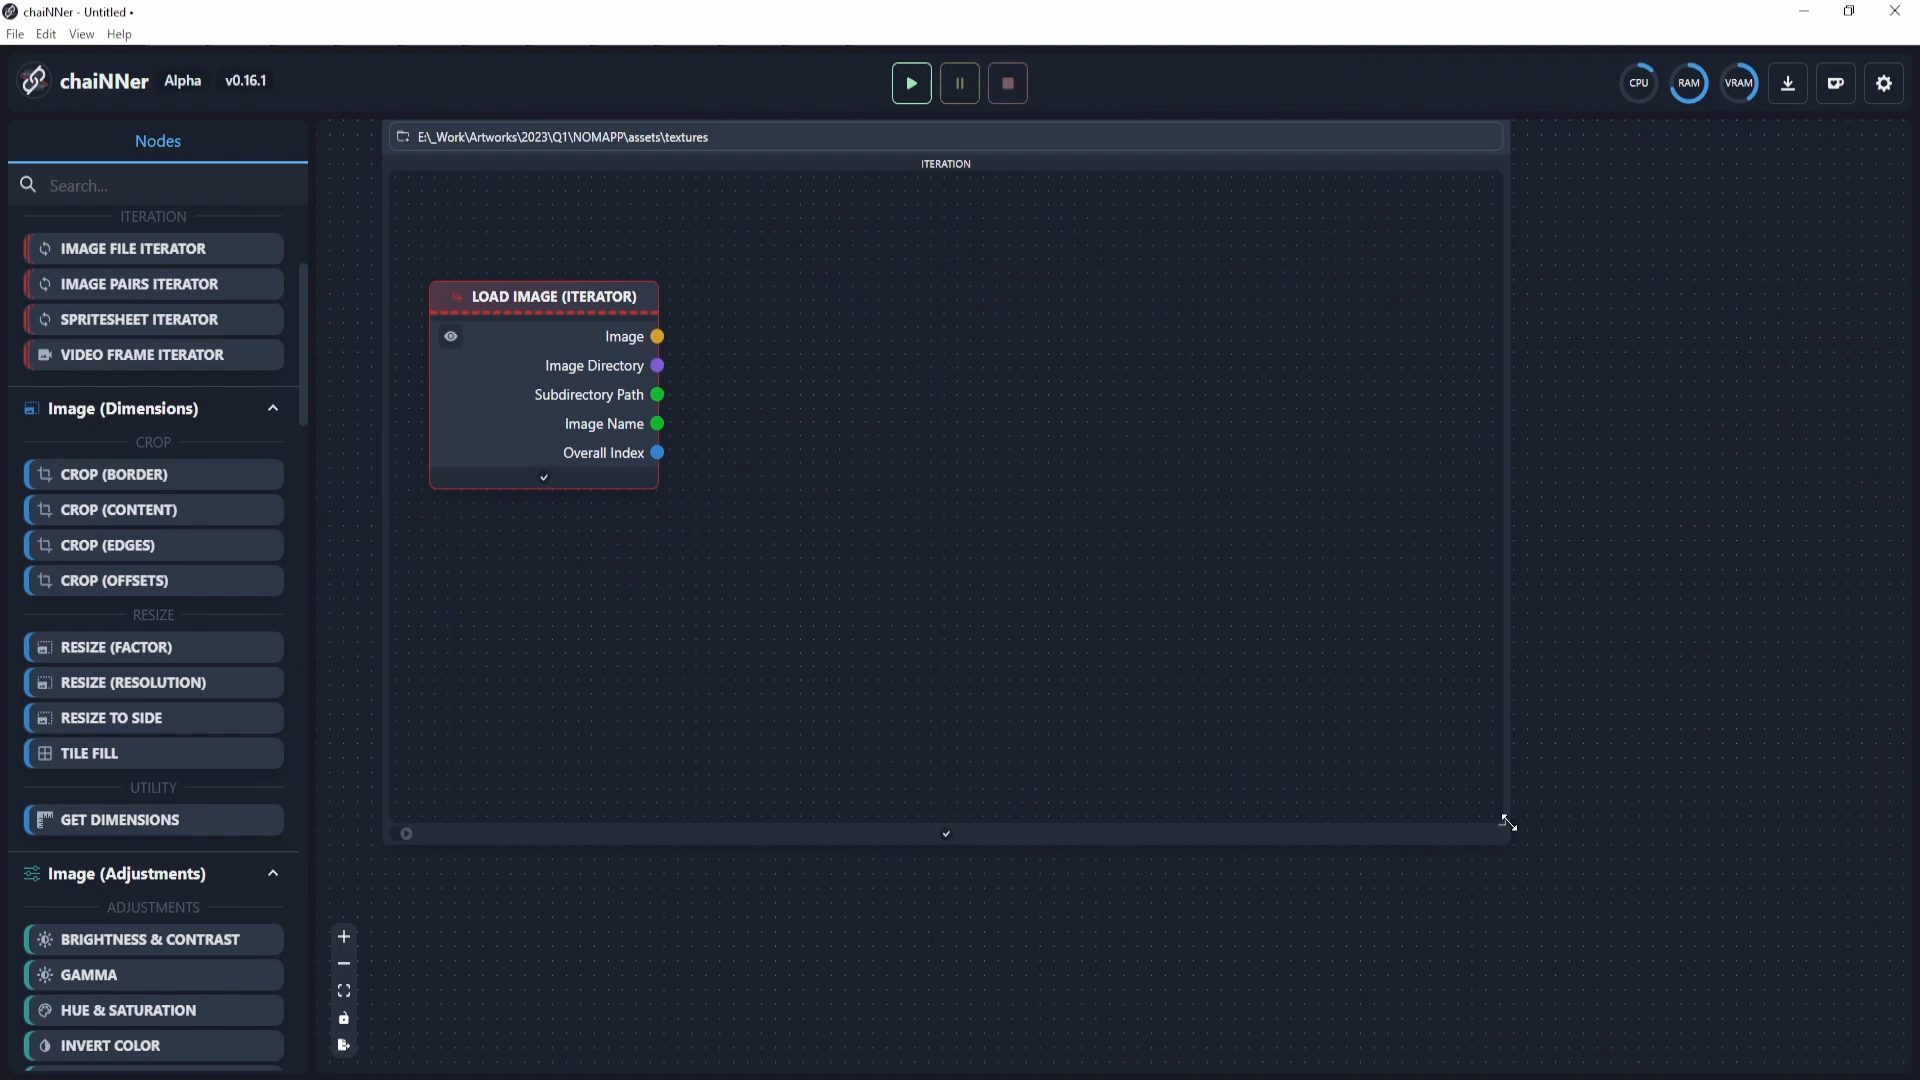 chaiNNer - Untitled •
File Edit View Help
chaiNNer Alpha v0.16.1
CPU RAM VRAM
Nodes
Search...
ITERATION
IMAGE FILE ITERATOR
IMAGE PAIRS ITERATOR
SPRITESHEET ITERATOR
VIDEO FRAME ITERATOR
Image (Dimensions)
CROP
CROP (BORDER)
CROP (CONTENT)
CROP (EDGES)
CROP (OFFSETS)
RESIZE
RESIZE (FACTOR)
RESIZE (RESOLUTION)
RESIZE TO SIDE
TILE FILL
UTILITY
GET DIMENSIONS
Image (Adjustments)
ADJUSTMENTS
BRIGHTNESS & CONTRAST
GAMMA
HUE & SATURATION
INVERT COLOR
E:\_Work\Artworks\2023\Q1\NOMAPP\assets\textures
ITERATION
LOAD IMAGE (ITERATOR)
Image
Image Directory
Subdirectory Path
Image Name
Overall Index